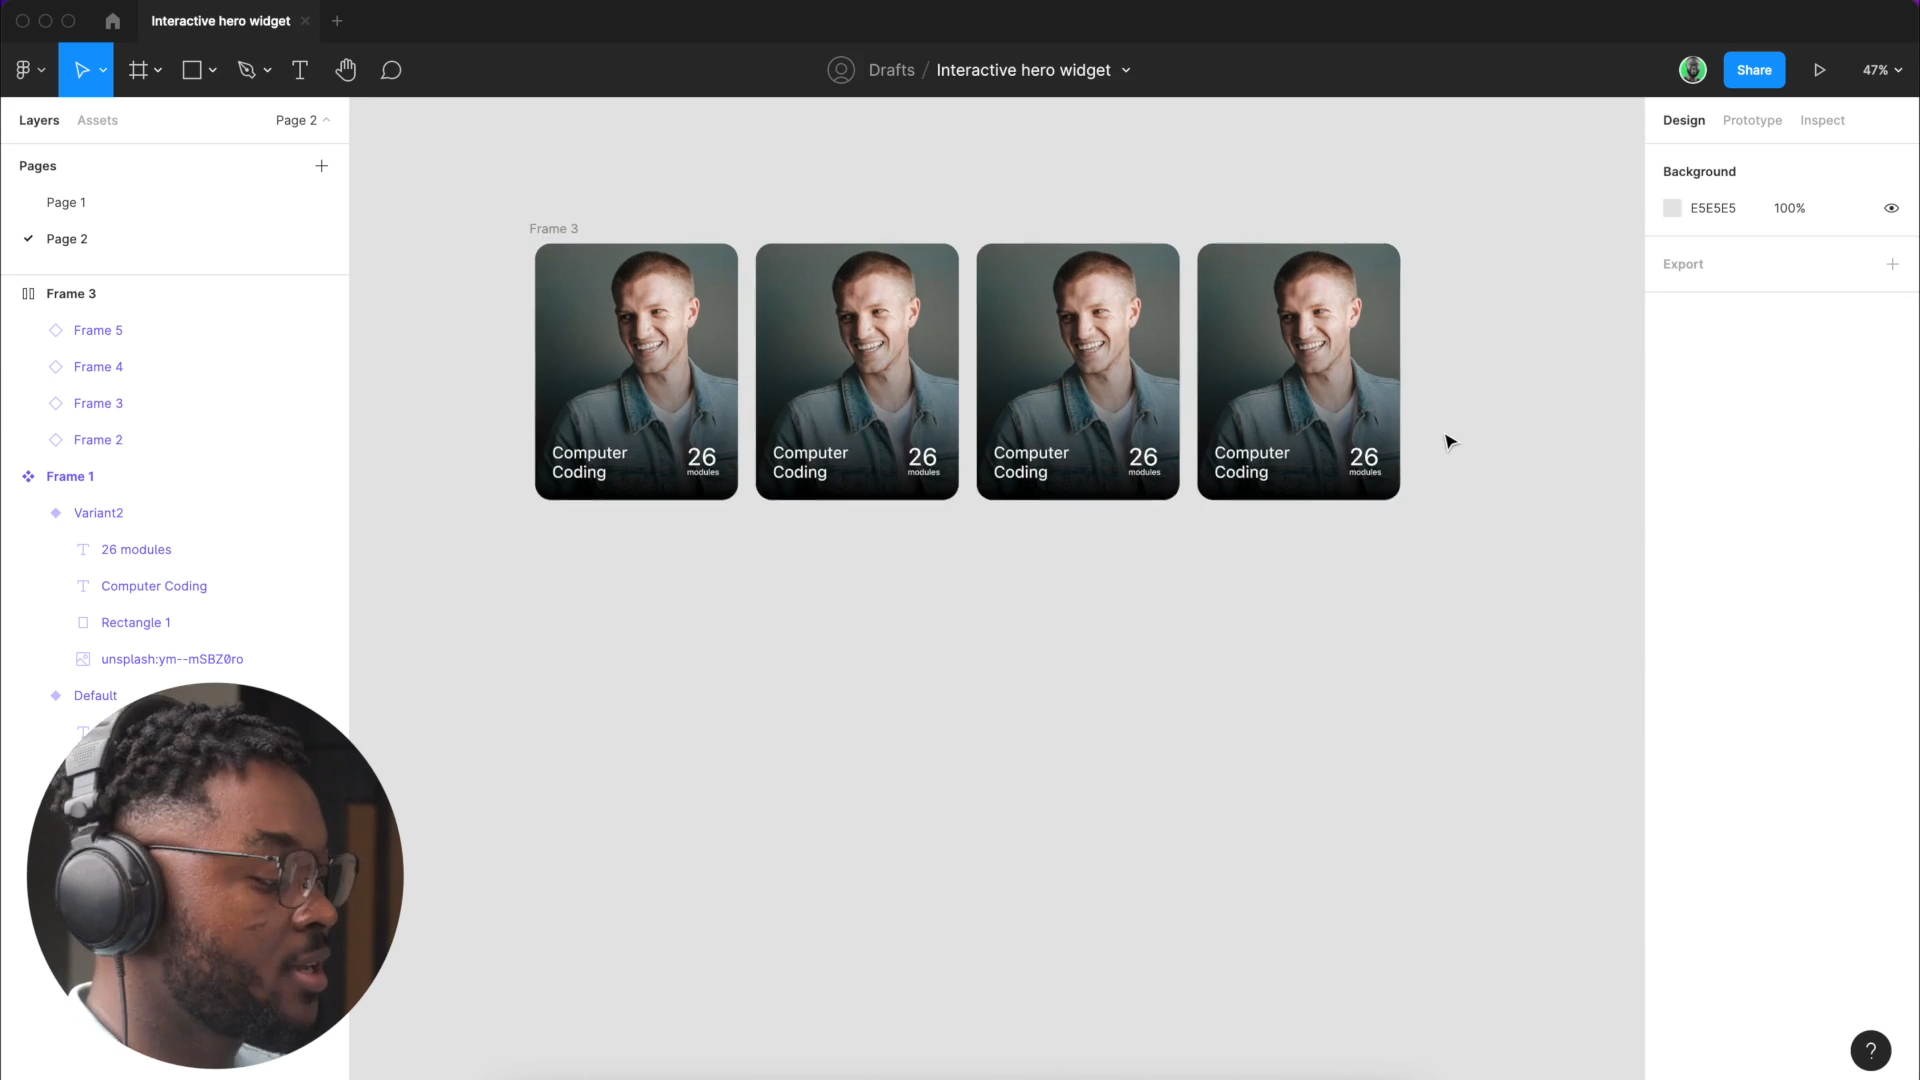 Interactive hero widget
Drafts / Interactive hero widget
Share
47%
Layers
Assets
Page 2
Pages
Page 1
Page 2
Frame 3
Frame 5
Frame 4
Frame 3
Frame 2
Frame 1
Variant2
26 modules
Computer Coding
Rectangle 1
unsplash:ym--mSBZ0ro
Default
Frame 3
Computer
Coding
26
modules
Computer
Coding
26
modules
Computer
Coding
26
modules
Computer
Coding
26
modules
Design
Prototype
Inspect
Background
E5E5E5
100%
Export
?